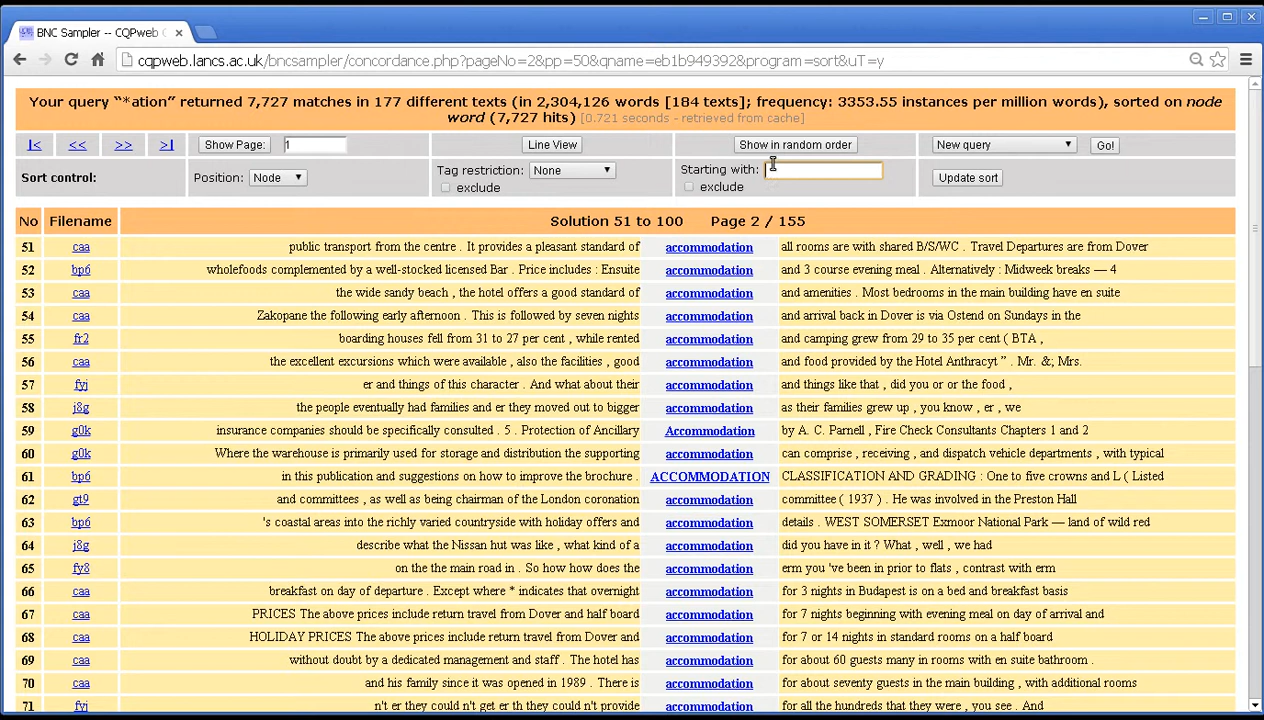 BNC Sampler -- CQPweb
cqpweb.lancs.ac.uk/bncsampler/concordance.php?pageNo=2&pp=50&qname=eb1b949392&program=sort&uT=y
Your query “*ation” returned 7,727 matches in 177 different texts (in 2,304,126 words [184 texts]; frequency: 3353.55 instances per million words), sorted on node
word (7,727 hits) [0.721 seconds - retrieved from cache]
|< << >> >| Show Page: 1 Line View Show in random order New query Go!
Sort control: Position: Node Tag restriction: None Starting with: Update sort
exclude exclude
No Filename Solution 51 to 100 Page 2 / 155
51 caa public transport from the centre . It provides a pleasant standard of accommodation all rooms are with shared B/S/WC . Travel Departures are from Dover
52 bp6 wholefoods complemented by a well-stocked licensed Bar . Price includes : Ensuite accommodation and 3 course evening meal . Alternatively : Midweek breaks — 4
53 caa the wide sandy beach , the hotel offers a good standard of accommodation and amenities . Most bedrooms in the main building have en suite
54 caa Zakopane the following early afternoon . This is followed by seven nights accommodation and arrival back in Dover is via Ostend on Sundays in the
55 fr2 boarding houses fell from 31 to 27 per cent , while rented accommodation and camping grew from 29 to 35 per cent ( BTA ,
56 caa the excellent excursions which were available , also the facilities , good accommodation and food provided by the Hotel Anthracyt ” . Mr. &; Mrs.
57 fyj er and things of this character . And what about their accommodation and things like that , did you or or the food ,
58 j8g the people eventually had families and er they moved out to bigger accommodation as their families grew up , you know , er , we
59 g0k insurance companies should be specifically consulted . 5 . Protection of Ancillary Accommodation by A. C. Parnell , Fire Check Consultants Chapters 1 and 2
60 g0k Where the warehouse is primarily used for storage and distribution the supporting accommodation can comprise , receiving , and dispatch vehicle departments , with typical
61 bp6 in this publication and suggestions on how to improve the brochure . ACCOMMODATION CLASSIFICATION AND GRADING : One to five crowns and L ( Listed
62 gt9 and committees , as well as being chairman of the London coronation accommodation committee ( 1937 ) . He was involved in the Preston Hall
63 bp6 's coastal areas into the richly varied countryside with holiday offers and accommodation details . WEST SOMERSET Exmoor National Park — land of wild red
64 j8g describe what the Nissan hut was like , what kind of a accommodation did you have in it ? What , well , we had
65 fy8 on the the main road in . So how how does the accommodation erm you 've been in prior to flats , contrast with erm
66 caa breakfast on day of departure . Except where * indicates that overnight accommodation for 3 nights in Budapest is on a bed and breakfast basis
67 caa PRICES The above prices include return travel from Dover and half board accommodation for 7 nights beginning with evening meal on day of arrival and
68 caa HOLIDAY PRICES The above prices include return travel from Dover and accommodation for 7 or 14 nights in standard rooms on a half board
69 caa without doubt by a dedicated management and staff . The hotel has accommodation for about 60 guests many in rooms with en suite bathroom .
70 caa and his family since it was opened in 1989 . There is accommodation for about seventy guests in the main building , with additional rooms
71 fyj n't er they could n't get er th they could n't provide accommodation for all the hundreds that they were , you see . And